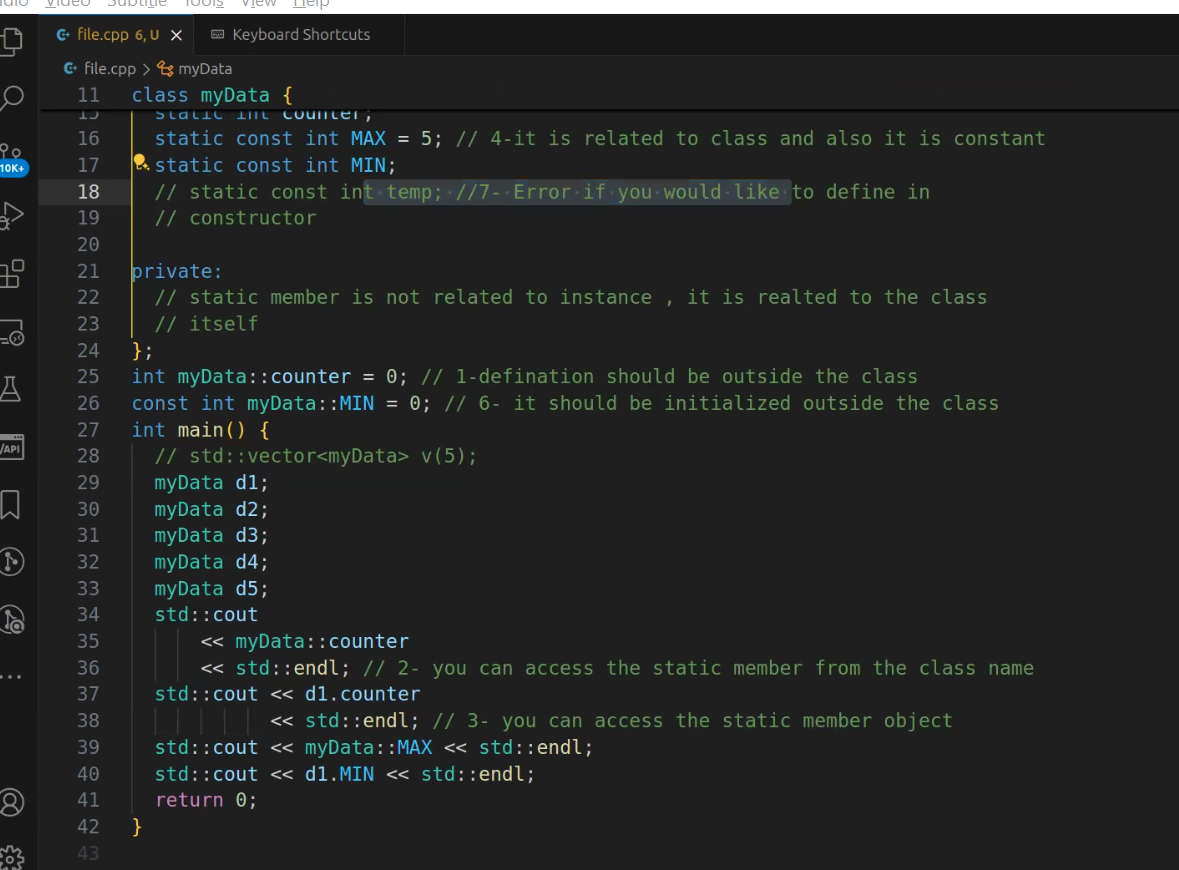 Video Subtitle Tools View Help
file.cpp 6, U
Keyboard Shortcuts
file.cpp > myData
11 class myData {
15 static int counter;
16 static const int MAX = 5; // 4-it is related to class and also it is constant
17 static const int MIN;
18 // static const int temp; //7- Error if you would like to define in
19 // constructor
20
21 private:
22 // static member is not related to instance , it is realted to the class
23 // itself
24 };
25 int myData::counter = 0; // 1-defination should be outside the class
26 const int myData::MIN = 0; // 6- it should be initialized outside the class
27 int main() {
28 // std::vector<myData> v(5);
29 myData d1;
30 myData d2;
31 myData d3;
32 myData d4;
33 myData d5;
34 std::cout
35 << myData::counter
36 << std::endl; // 2- you can access the static member from the class name
37 std::cout << d1.counter
38 << std::endl; // 3- you can access the static member object
39 std::cout << myData::MAX << std::endl;
40 std::cout << d1.MIN << std::endl;
41 return 0;
42 }
43
10K+
/API